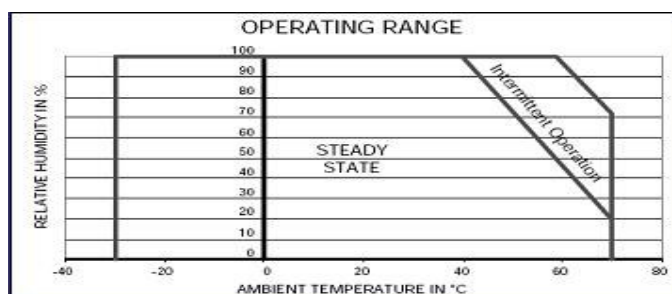 OPERATING RANGE
100
90
80
70
60
50
40
30
20
10
0
RELATIVE HUMIDITY IN %
STEADY
STATE
Intermittent Operation
-40 -20 0 20 40 60 80
AMBIENT TEMPERATURE IN °C